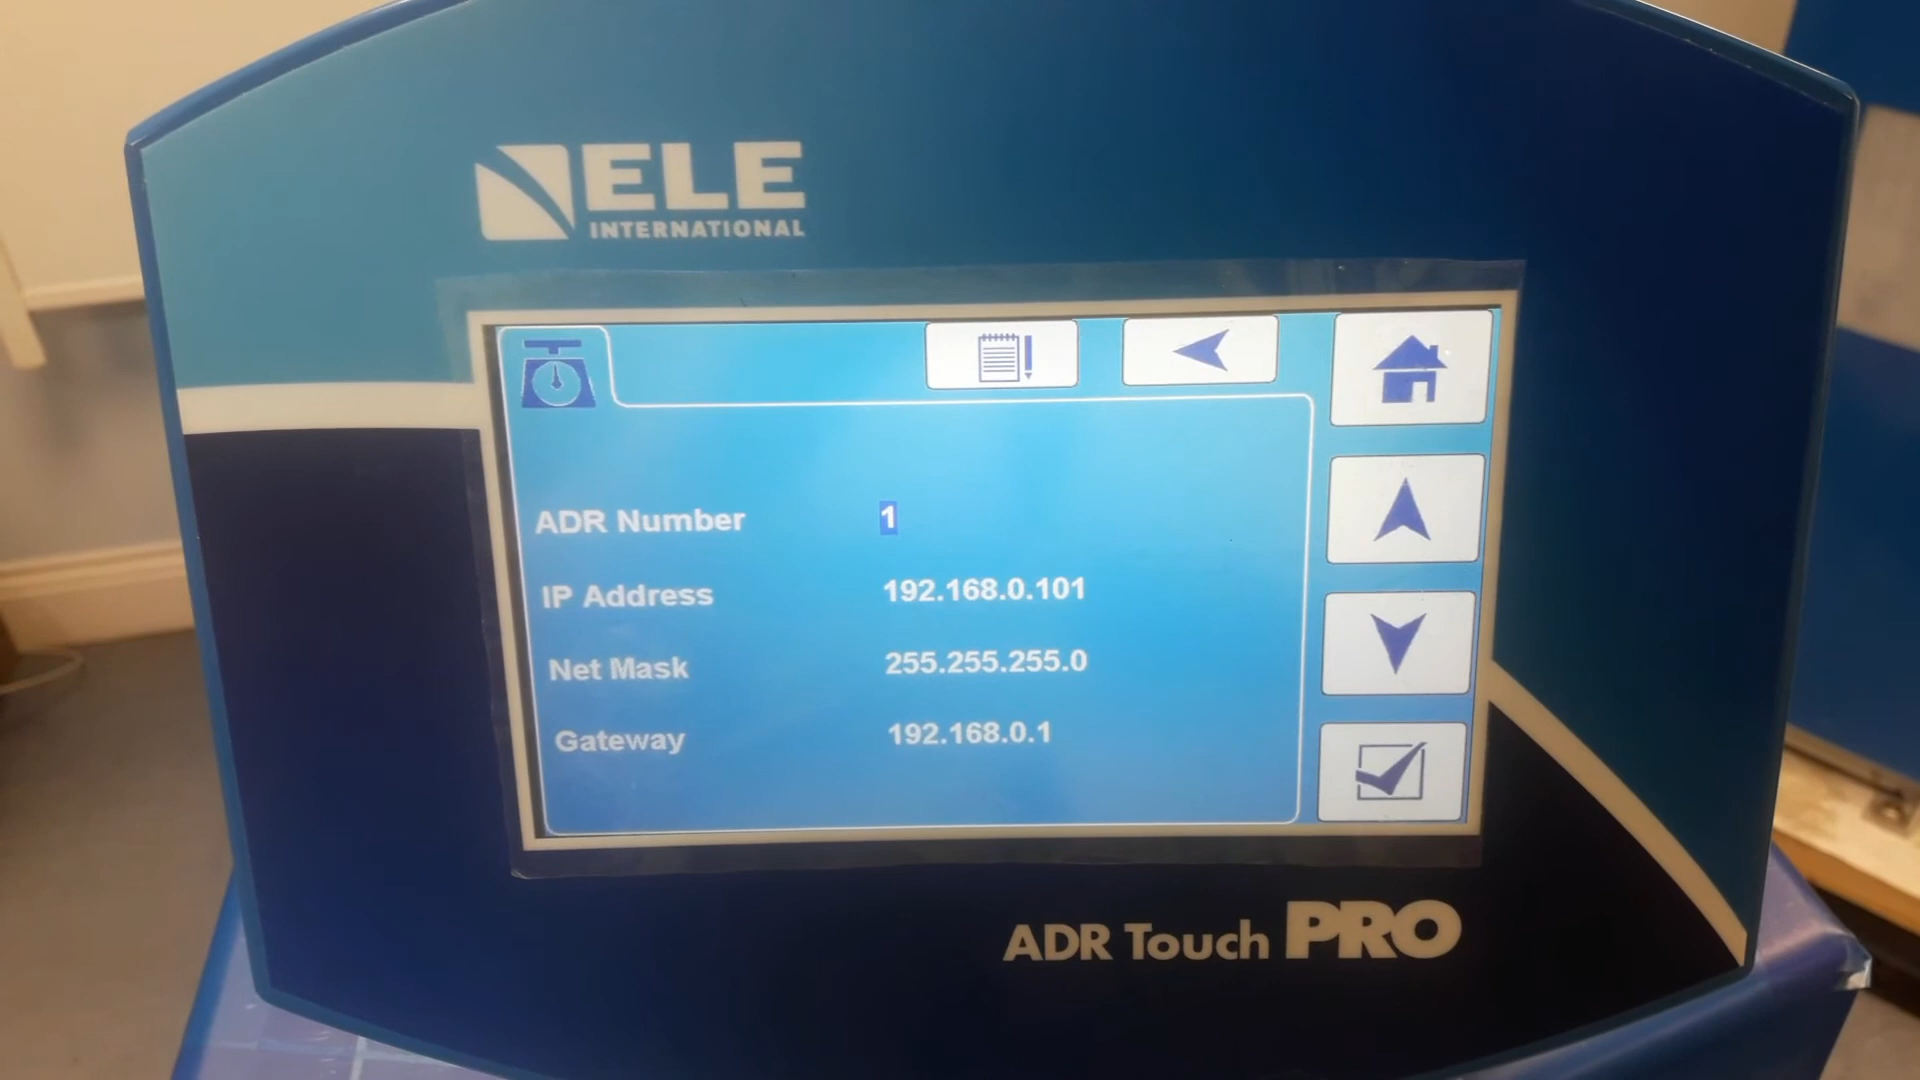 ELE
INTERNATIONAL
ADR Number 1
IP Address 192.168.0.101
Net Mask 255.255.255.0
Gateway 192.168.0.1
ADR Touch PRO